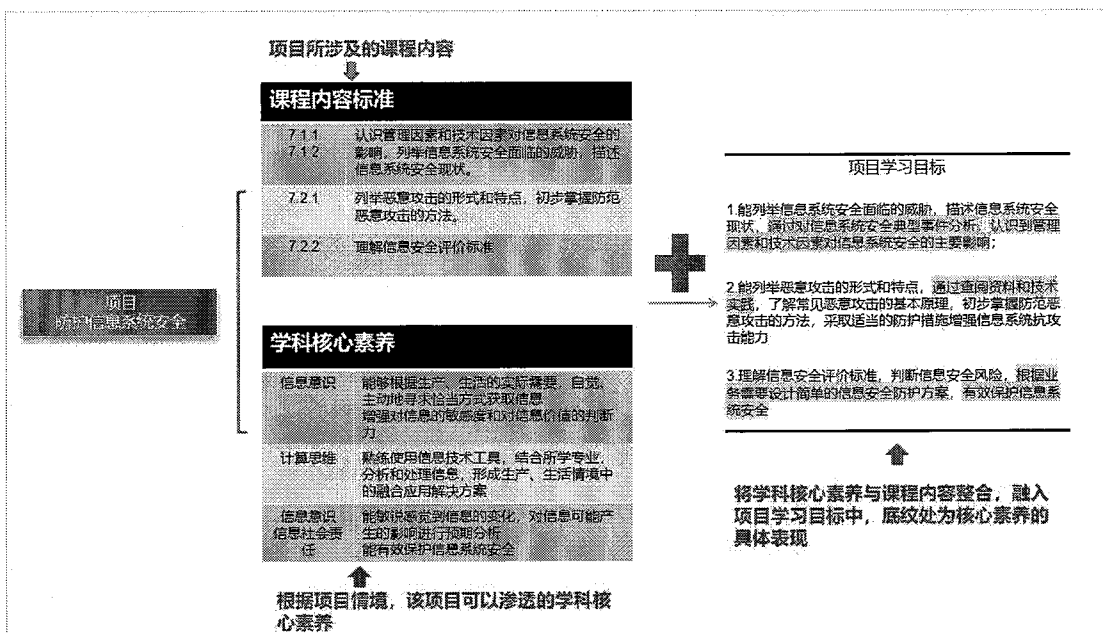 项目所涉及的课程内容
课程内容标准
7.1.1
7.1.2
认识管理因素和技术因素对信息系统安全的
影响，列举信息系统安全面临的威胁，描述
信息系统安全现状。
7.2.1
列举恶意攻击的形式和特点，初步掌握防范
恶意攻击的方法。
7.2.2
理解信息安全评价标准
项目
防护信息系统安全
学科核心素养
信息意识
能够根据生产、生活的实际需要，自觉、
主动地寻求恰当方式获取信息
增强对信息的敏感度和对信息价值的判断
力
计算思维
熟练使用信息技术工具，结合所学专业，
分析和处理信息，形成生产、生活情境中
的融合应用解决方案
信息意识
信息社会责
任
能敏锐感觉到信息的变化，对信息可能产
生的影响进行预期分析
能有效保护信息系统安全
根据项目情境，该项目可以渗透的学科核
心素养
项目学习目标
1.能列举信息系统安全面临的威胁，描述信息系统安全
现状，通过对信息系统安全典型事件分析，认识到管理
因素和技术因素对信息系统安全的主要影响；
2.能列举恶意攻击的形式和特点，通过查阅资料和技术
实践，了解常见恶意攻击的基本原理，初步掌握防范恶
意攻击的方法，采取适当的防护措施增强信息系统抗攻
击能力
3.理解信息安全评价标准，判断信息安全风险，根据业
务需要设计简单的信息安全防护方案，有效保护信息系
统安全
将学科核心素养与课程内容整合，融入
项目学习目标中，底纹处为核心素养的
具体表现